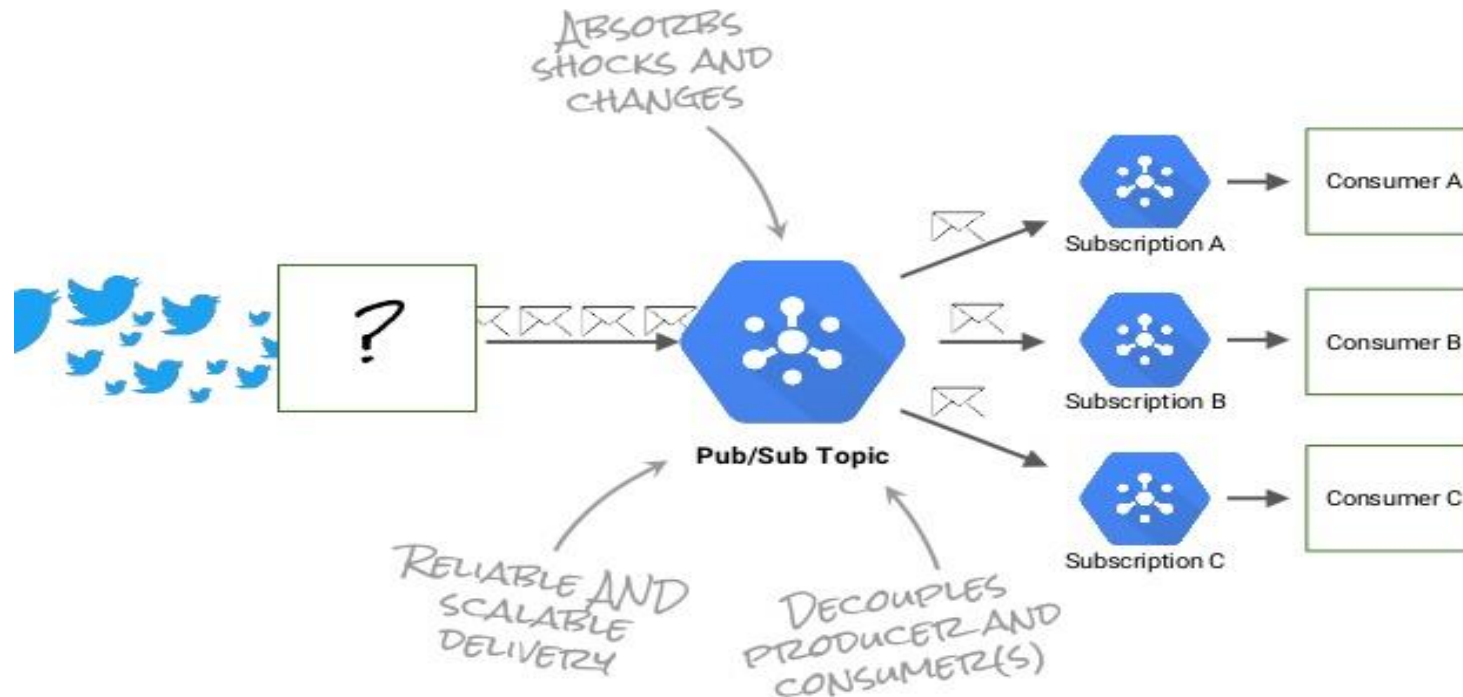 ABSORBS
SHOCKS AND
CHANGES
?
Pub/Sub Topic
Subscription A
Consumer A
Subscription B
Consumer B
Subscription C
Consumer C
RELIABLE AND
SCALABLE
DELIVERY
DECOUPLES
PRODUCER AND
CONSUMER(S)